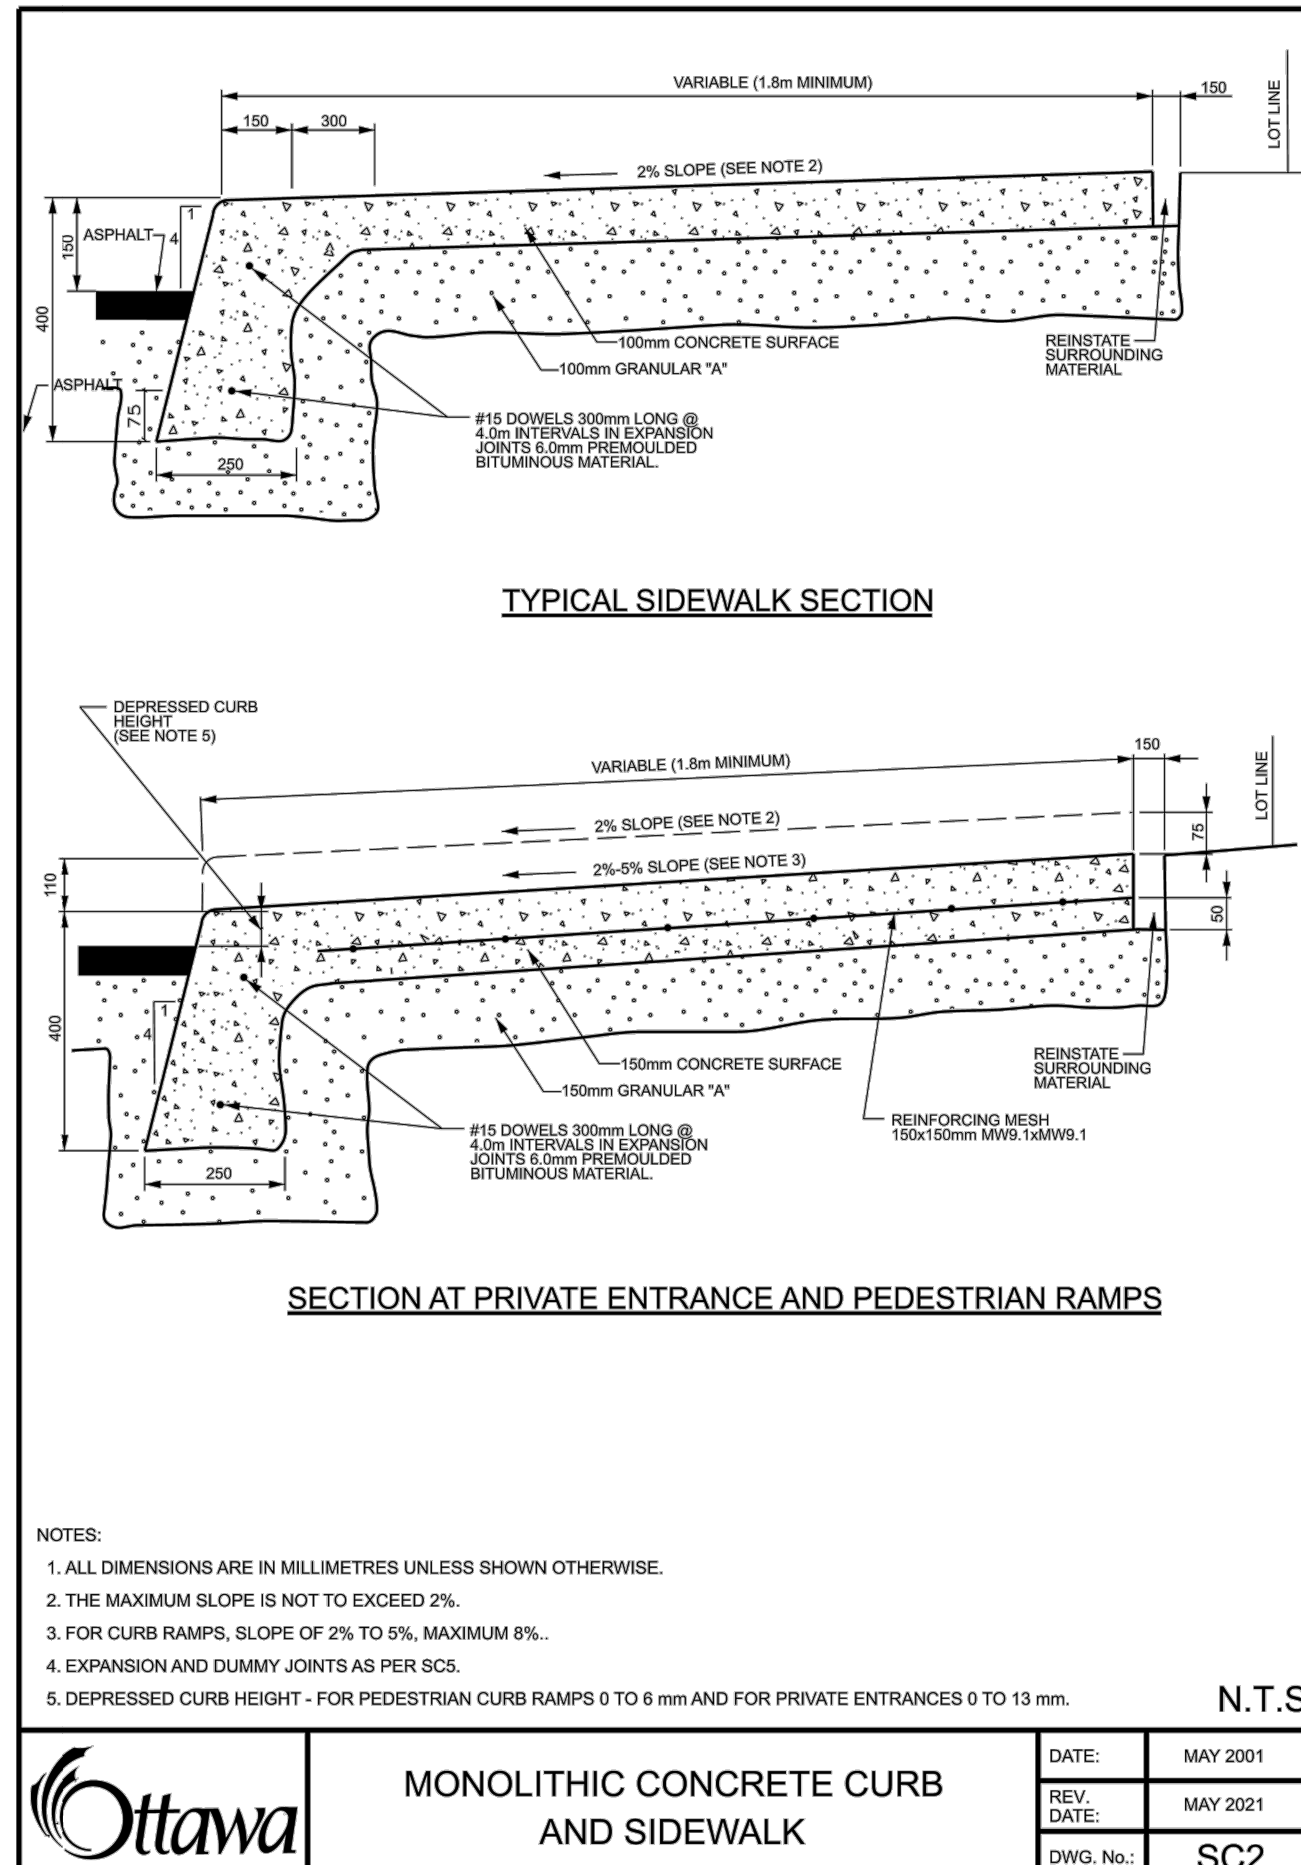 VARIABLE (1.8m MINIMUM)
150
LOT LINE
150
300
2% SLOPE (SEE NOTE 2)
1
4
150
ASPHALT
400
ASPHALT
75
250
100mm CONCRETE SURFACE
100mm GRANULAR "A"
REINSTATE
SURROUNDING
MATERIAL
#15 DOWELS 300mm LONG @
4.0m INTERVALS IN EXPANSION
JOINTS 6.0mm PREMOULDED
BITUMINOUS MATERIAL.
TYPICAL SIDEWALK SECTION
DEPRESSED CURB
HEIGHT
(SEE NOTE 5)
VARIABLE (1.8m MINIMUM)
150
LOT LINE
2% SLOPE (SEE NOTE 2)
75
2%-5% SLOPE (SEE NOTE 3)
110
50
1
4
400
250
150mm CONCRETE SURFACE
150mm GRANULAR "A"
REINSTATE
SURROUNDING
MATERIAL
REINFORCING MESH
150x150mm MW9.1xMW9.1
#15 DOWELS 300mm LONG @
4.0m INTERVALS IN EXPANSION
JOINTS 6.0mm PREMOULDED
BITUMINOUS MATERIAL.
SECTION AT PRIVATE ENTRANCE AND PEDESTRIAN RAMPS
NOTES:
1. ALL DIMENSIONS ARE IN MILLIMETRES UNLESS SHOWN OTHERWISE.
2. THE MAXIMUM SLOPE IS NOT TO EXCEED 2%.
3. FOR CURB RAMPS, SLOPE OF 2% TO 5%, MAXIMUM 8%..
4. EXPANSION AND DUMMY JOINTS AS PER SC5.
5. DEPRESSED CURB HEIGHT - FOR PEDESTRIAN CURB RAMPS 0 TO 6 mm AND FOR PRIVATE ENTRANCES 0 TO 13 mm.
N.T.S
Ottawa
MONOLITHIC CONCRETE CURB
AND SIDEWALK
DATE: MAY 2001
REV.
DATE: MAY 2021
DWG. No.: SC2